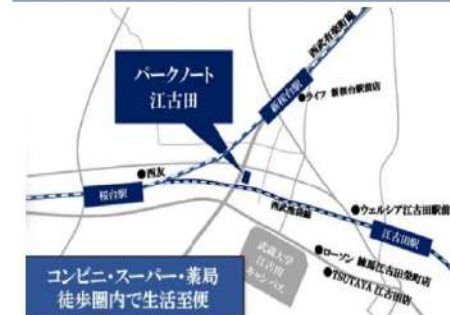 西武有楽町線
パークノート
江古田
新桜台駅
●ライフ 新桜台駅前店
●西友
桜台駅
西武池袋線
●ウェルシア江古田駅前
江古田駅
武蔵大学
江古田
キャンパス
●ローソン 練馬江古田栄町店
●TSUTAYA 江古田店
コンビニ・スーパー・薬局
徒歩圏内で生活至便